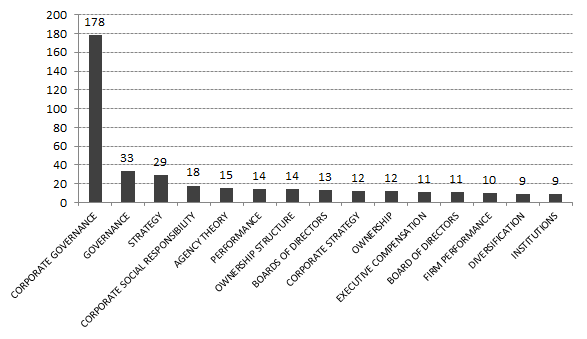 200
180
160
140
120
100
80
60
40
20
0
178
33
29
18
15
14
14
13
12
12
11
11
10
9
9
CORPORATE GOVERNANCE
GOVERNANCE
STRATEGY
CORPORATE SOCIAL RESPONSIBILITY
AGENCY THEORY
PERFORMANCE
OWNERSHIP STRUCTURE
BOARDS OF DIRECTORS
CORPORATE STRATEGY
OWNERSHIP
EXECUTIVE COMPENSATION
BOARD OF DIRECTORS
FIRM PERFORMANCE
DIVERSIFICATION
INSTITUTIONS